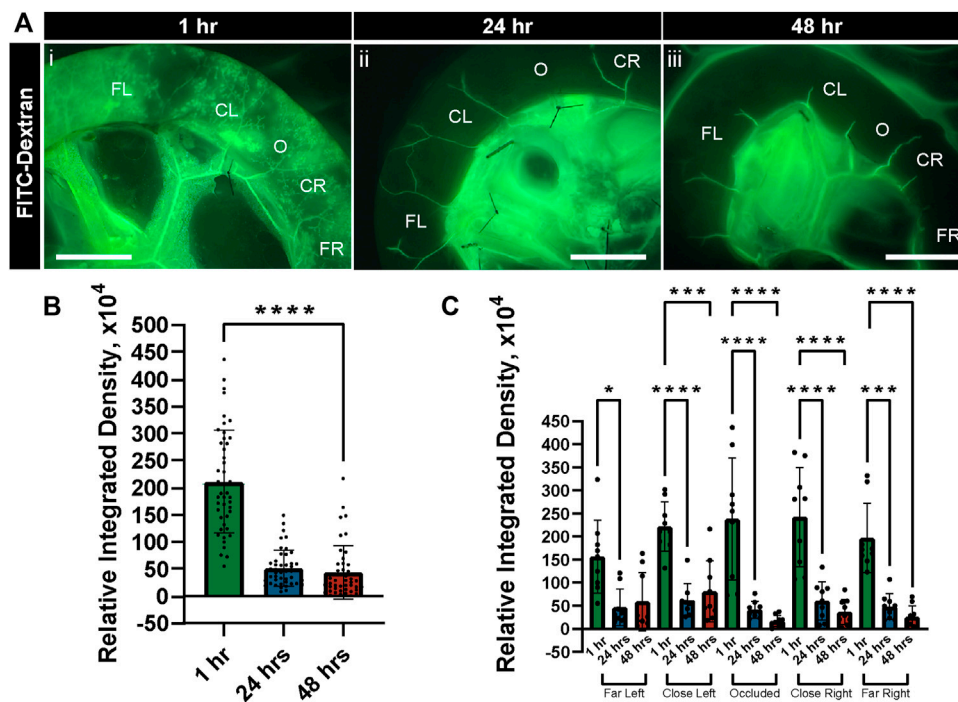 A
1 hr
24 hr
48 hr
FITC-Dextran
i
FL
CL
O
CR
FR
ii
O
CR
CL
FL
iii
CL
FL
O
CR
FR
B
Relative Integrated Density, x10⁴
500
450
400
350
300
250
200
150
100
50
0
-50
****
1 hr
24 hrs
48 hrs
C
Relative Integrated Density, x10⁴
450
400
350
300
250
200
150
100
50
0
-50
*** **** ****
**** ****
* **** **** ***
1 hr 24 hrs 48 hrs 1 hr 24 hrs 48 hrs 1 hr 24 hrs 48 hrs 1 hr 24 hrs 48 hrs 1 hr 24 hrs 48 hrs
Far Left Close Left Occluded Close Right Far Right